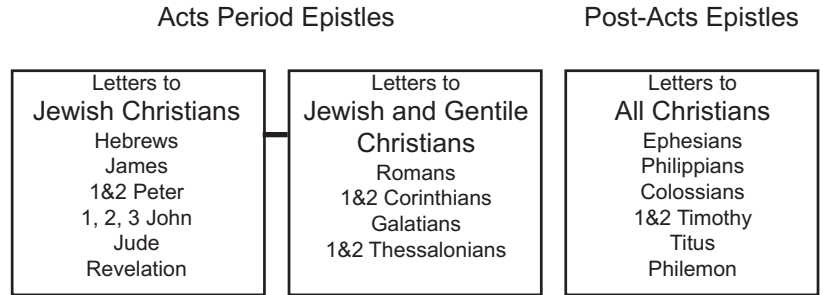 Acts Period Epistles
Post-Acts Epistles
Letters to
Jewish Christians
Hebrews
James
1&2 Peter
1, 2, 3 John
Jude
Revelation
Letters to
Jewish and Gentile
Christians
Romans
1&2 Corinthians
Galatians
1&2 Thessalonians
Letters to
All Christians
Ephesians
Philippians
Colossians
1&2 Timothy
Titus
Philemon